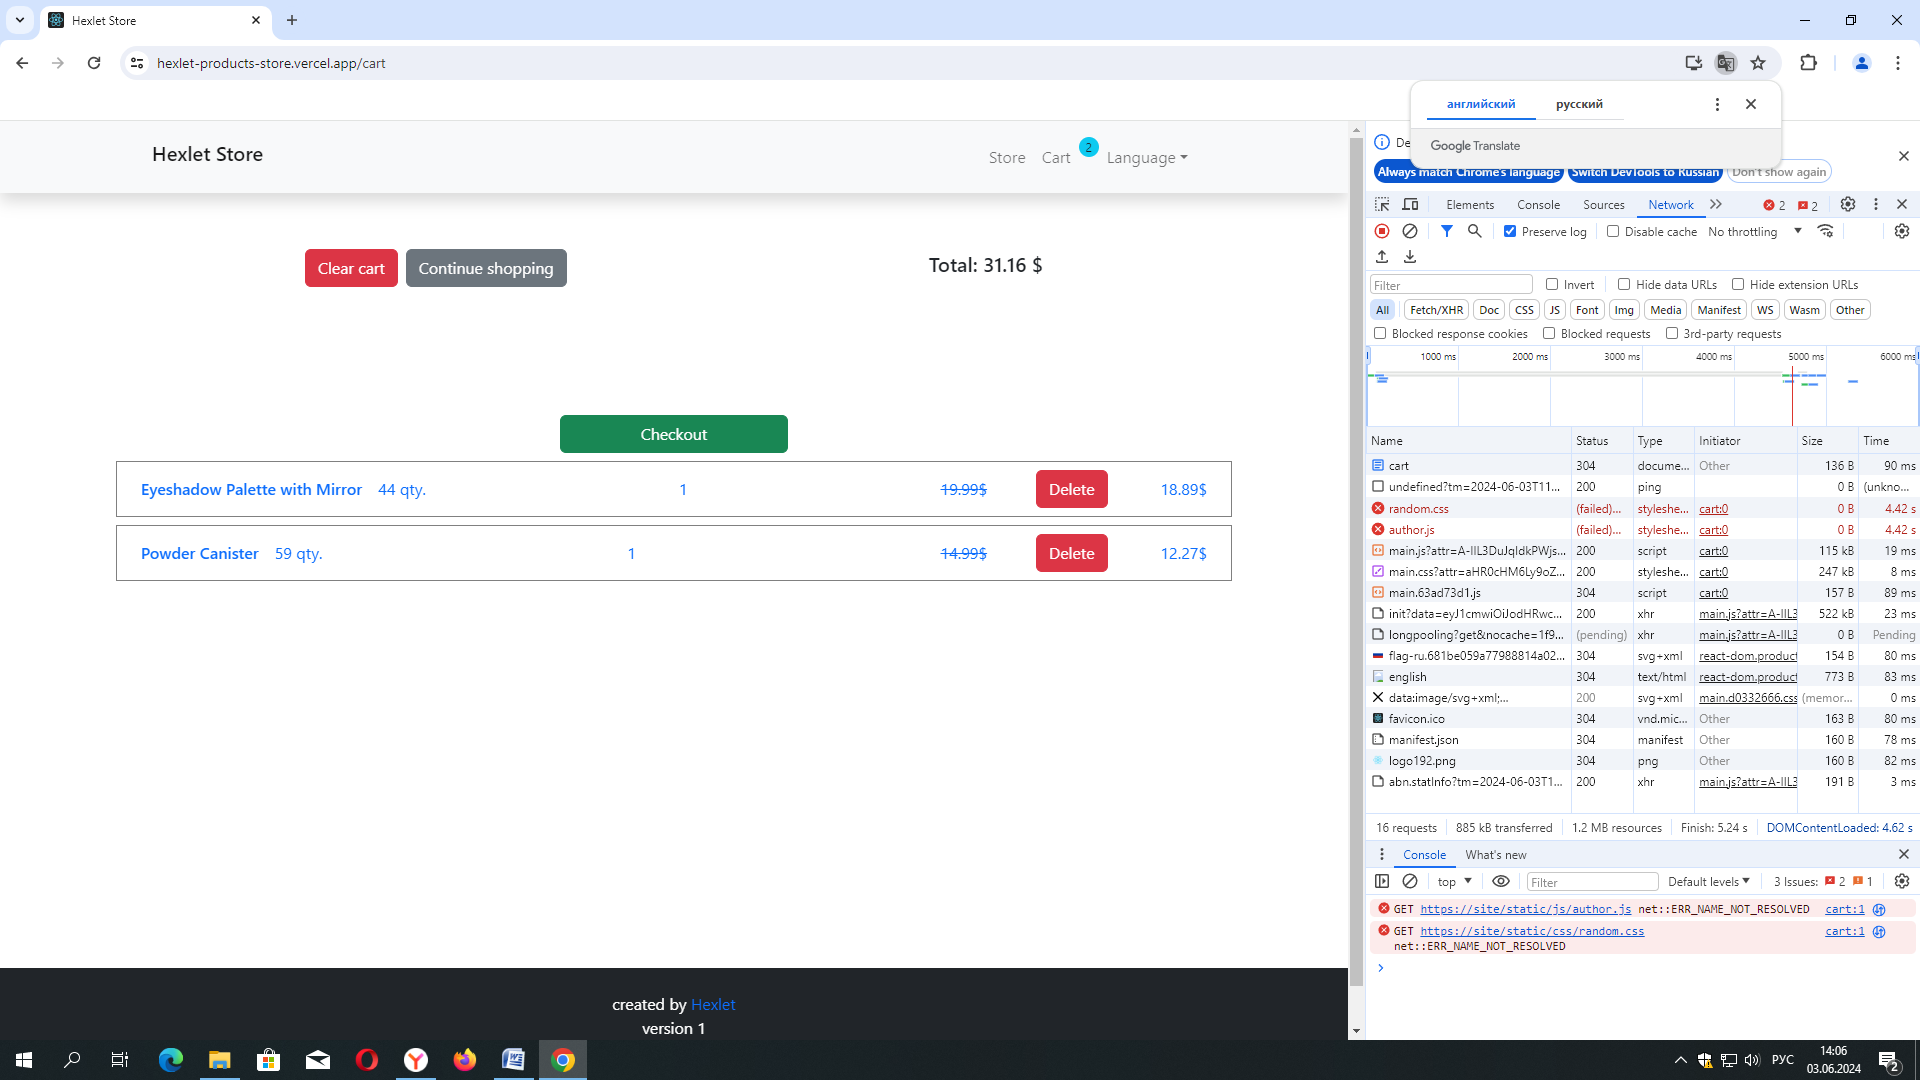 Hexlet Store
hexlet-products-store.vercel.app/cart
английский русский
Google Translate
Hexlet Store
Store Cart 2 Language
Clear cart Continue shopping Total: 31.16 $
Checkout
Eyeshadow Palette with Mirror 44 qty. 1 19.99$ Delete 18.89$
Powder Canister 59 qty. 1 14.99$ Delete 12.27$
created by Hexlet
version 1
De
Always match Chrome's language Switch DevTools to Russian Don't show again
Elements Console Sources Network 2 2
Preserve log Disable cache No throttling
Filter Invert Hide data URLs Hide extension URLs
All Fetch/XHR Doc CSS JS Font Img Media Manifest WS Wasm Other
Blocked response cookies Blocked requests 3rd-party requests
1000 ms 2000 ms 3000 ms 4000 ms 5000 ms 6000 ms
Name Status Type Initiator Size Time
cart 304 docume... Other 136 B 90 ms
undefined?tm=2024-06-03T11... 200 ping 0 B (unkno...
random.css (failed)... styleshe... cart:0 0 B 4.42 s
author.js (failed)... styleshe... cart:0 0 B 4.42 s
main.js?attr=A-IIL3DuJqIdkPWjs... 200 script cart:0 115 kB 19 ms
main.css?attr=aHR0cHM6Ly9oZ... 200 styleshe... cart:0 247 kB 8 ms
main.63ad73d1.js 304 script cart:0 157 B 89 ms
init?data=eyJ1cmwiOiJodHRwc... 200 xhr main.js?attr=A-IIL3 522 kB 23 ms
longpooling?get&nocache=1f9... (pending) xhr main.js?attr=A-IIL3 0 B Pending
flag-ru.681be059a77988814a02... 304 svg+xml react-dom.product 154 B 80 ms
english 304 text/html react-dom.product 773 B 83 ms
data:image/svg+xml;... 200 svg+xml main.d0332666.css (memor... 0 ms
favicon.ico 304 vnd.mic... Other 163 B 80 ms
manifest.json 304 manifest Other 160 B 78 ms
logo192.png 304 png Other 160 B 82 ms
abn.statInfo?tm=2024-06-03T1... 200 xhr main.js?attr=A-IIL3 191 B 3 ms
16 requests 885 kB transferred 1.2 MB resources Finish: 5.24 s DOMContentLoaded: 4.62 s
Console What's new
top Filter Default levels 3 Issues: 2 1
GET https://site/static/js/author.js net::ERR_NAME_NOT_RESOLVED cart:1
GET https://site/static/css/random.css cart:1
net::ERR_NAME_NOT_RESOLVED
РУС
14:06
03.06.2024
2